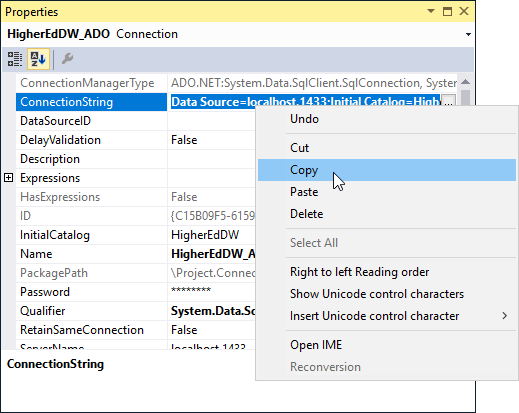 Properties
HigherEdDW_ADO Connection
ConnectionManagerType ADO.NET:System.Data.SqlClient.SqlConnection, System
ConnectionString Data Source=localhost,1433;Initial Catalog=High ...
DataSourceID
DelayValidation False
Description
Expressions
HasExpressions False
ID {C15B09F5-6159
InitialCatalog HigherEdDW
Name HigherEdDW_A
PackagePath \Project.Connec
Password ********
Qualifier System.Data.Sq
RetainSameConnection False
ServerName localhost,1433
ConnectionString
Undo
Cut
Copy
Paste
Delete
Select All
Right to left Reading order
Show Unicode control characters
Insert Unicode control character
Open IME
Reconversion